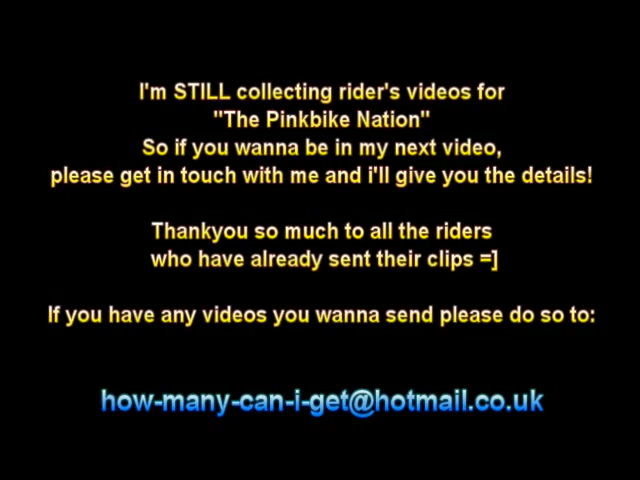 I'm STILL collecting rider's videos for
"The Pinkbike Nation"
So if you wanna be in my next video,
please get in touch with me and i'll give you the details!
Thankyou so much to all the riders
who have already sent their clips =]
If you have any videos you wanna send please do so to:
how-many-can-i-get@hotmail.co.uk